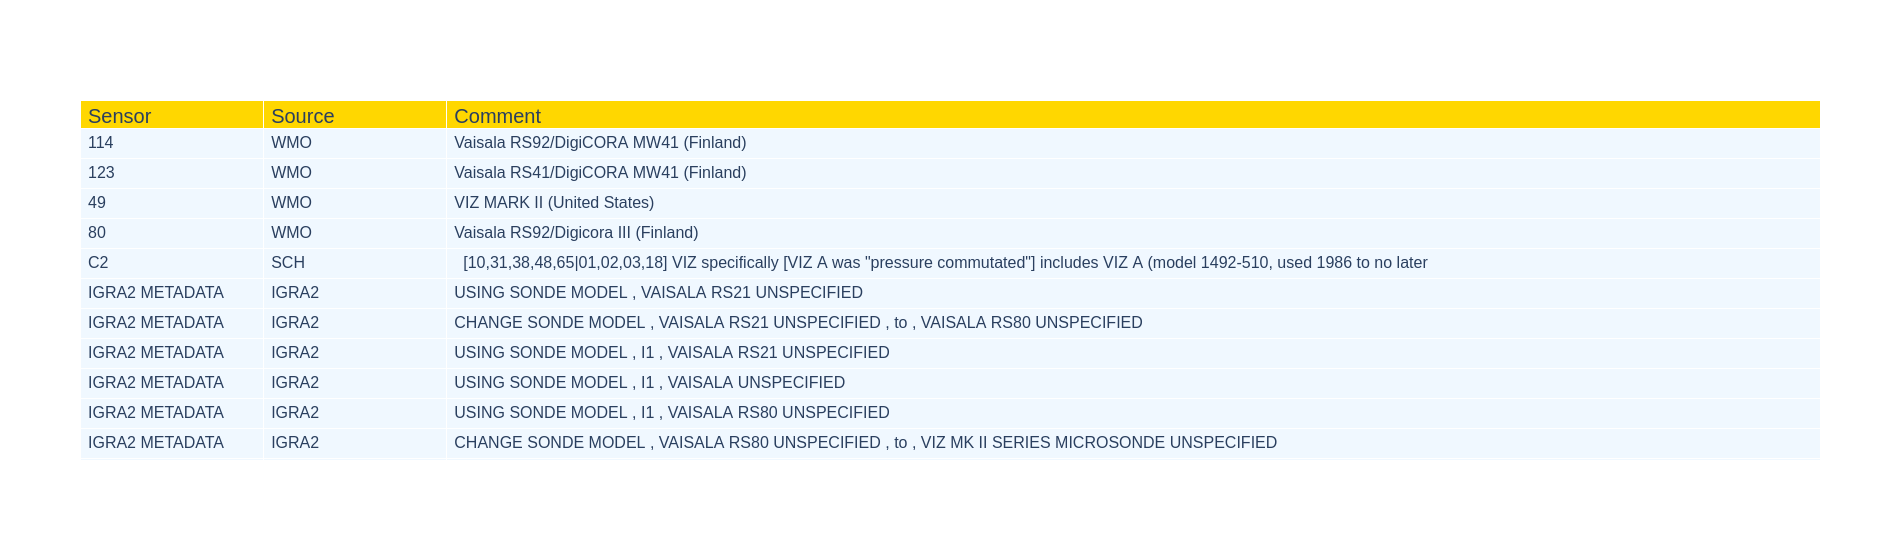 Sensor Source Comment
114 WMO Vaisala RS92/DigiCORA MW41 (Finland)
123 WMO Vaisala RS41/DigiCORA MW41 (Finland)
49 WMO VIZ MARK II (United States)
80 WMO Vaisala RS92/Digicora III (Finland)
C2 SCH [10,31,38,48,65|01,02,03,18] VIZ specifically [VIZ A was "pressure commutated"] includes VIZ A (model 1492-510, used 1986 to no later
IGRA2 METADATA IGRA2 USING SONDE MODEL , VAISALA RS21 UNSPECIFIED
IGRA2 METADATA IGRA2 CHANGE SONDE MODEL , VAISALA RS21 UNSPECIFIED , to , VAISALA RS80 UNSPECIFIED
IGRA2 METADATA IGRA2 USING SONDE MODEL , I1 , VAISALA RS21 UNSPECIFIED
IGRA2 METADATA IGRA2 USING SONDE MODEL , I1 , VAISALA UNSPECIFIED
IGRA2 METADATA IGRA2 USING SONDE MODEL , I1 , VAISALA RS80 UNSPECIFIED
IGRA2 METADATA IGRA2 CHANGE SONDE MODEL , VAISALA RS80 UNSPECIFIED , to , VIZ MK II SERIES MICROSONDE UNSPECIFIED